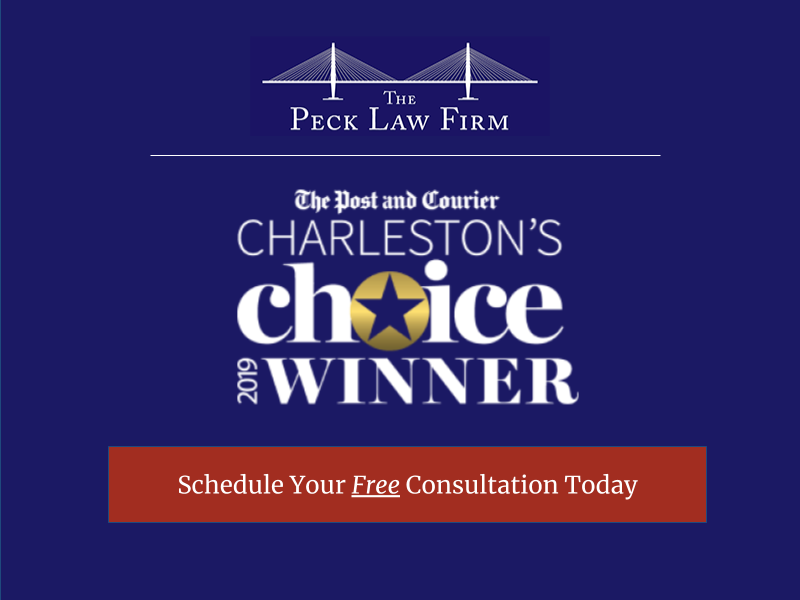 The
Peck Law Firm
The Post and Courier
CHARLESTON'S
choice
2019 WINNER
Schedule Your Free Consultation Today